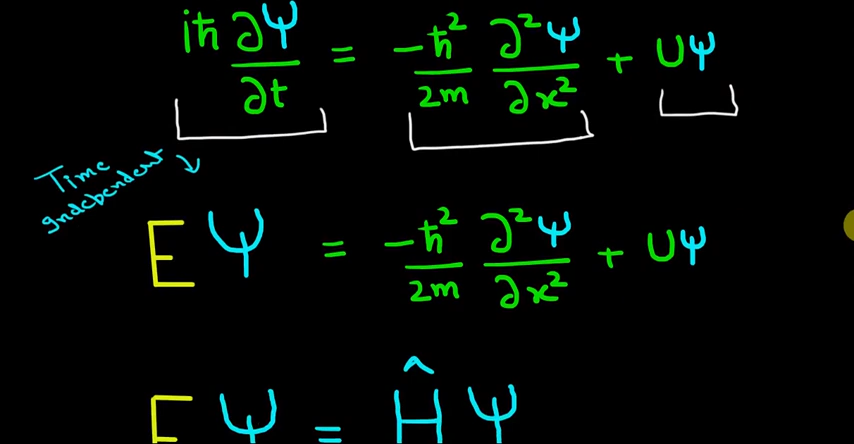 iħ ∂Ψ/∂t = -ħ²/2m ∂²Ψ/∂x² + UΨ
Time
independent
EΨ = -ħ²/2m ∂²Ψ/∂x² + UΨ
EΨ = ĤΨ